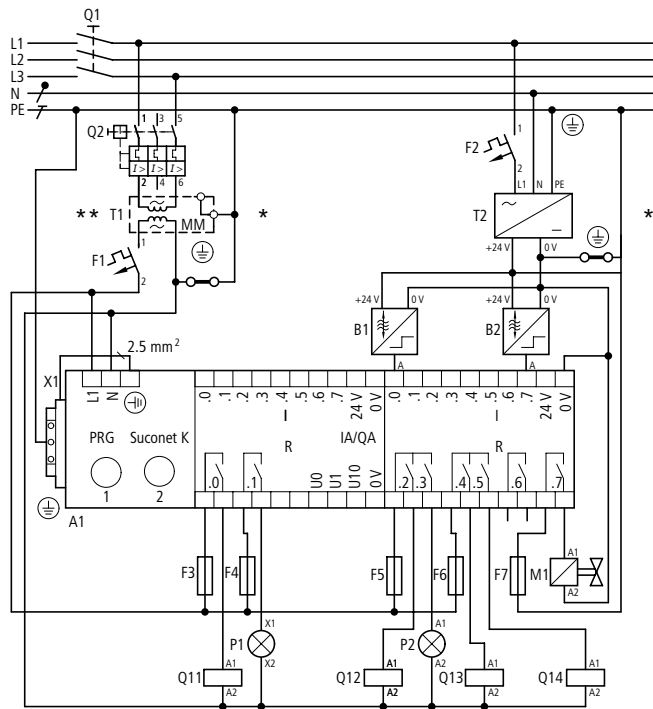 Q1
L1
L2
L3
N
PE
1 3 5
Q2
I> I> I>
2 4 6
F2
1
2
L1 N PE
* *
T1
MM
*
T2
*
+24 V 0 V
F1
1
2
+24 V 0 V
+24 V 0 V
B1
B2
2.5 mm²
A
A
X1
L1 N
.0 .1 .2 .3 .4 .5 .6 .7 24 V 0 V
.0 .1 .2 .3 .4 .5 .6 .7 24 V 0 V
I
I
PRG Suconet K
R
IA/QA
R
1 2
.0 .1
U0 U1 U10 0 V
.2 .3 .4 .5 .6 .7
A1
F3 F4 F5 F6 F7 M1
A1
A2
P1
X1
X2
P2
A1
A2
Q11
A1
A2
Q12
A1
A2
Q13
A1
A2
Q14
A1
A2